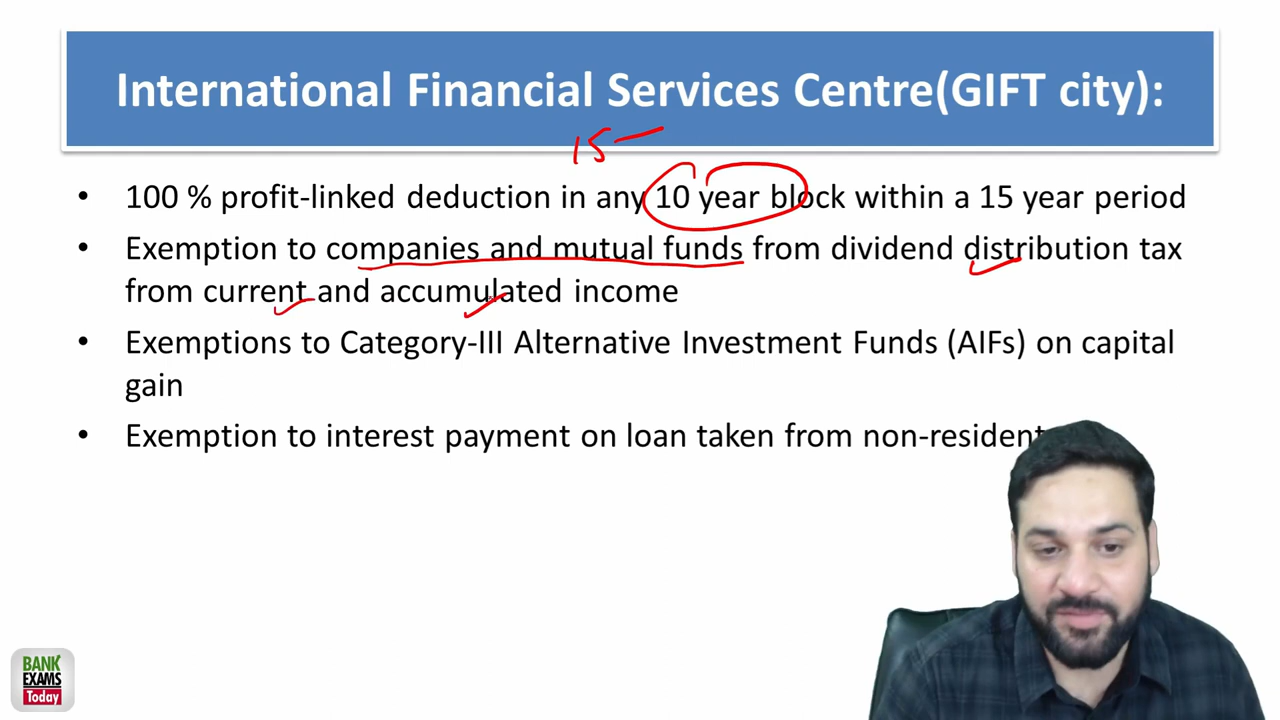 International Financial Services Centre(GIFT city):
15
• 100 % profit-linked deduction in any 10 year block within a 15 year period
• Exemption to companies and mutual funds from dividend distribution tax
from current and accumulated income
• Exemptions to Category-III Alternative Investment Funds (AIFs) on capital
gain
• Exemption to interest payment on loan taken from non-resident
BANK
EXAMS
Today